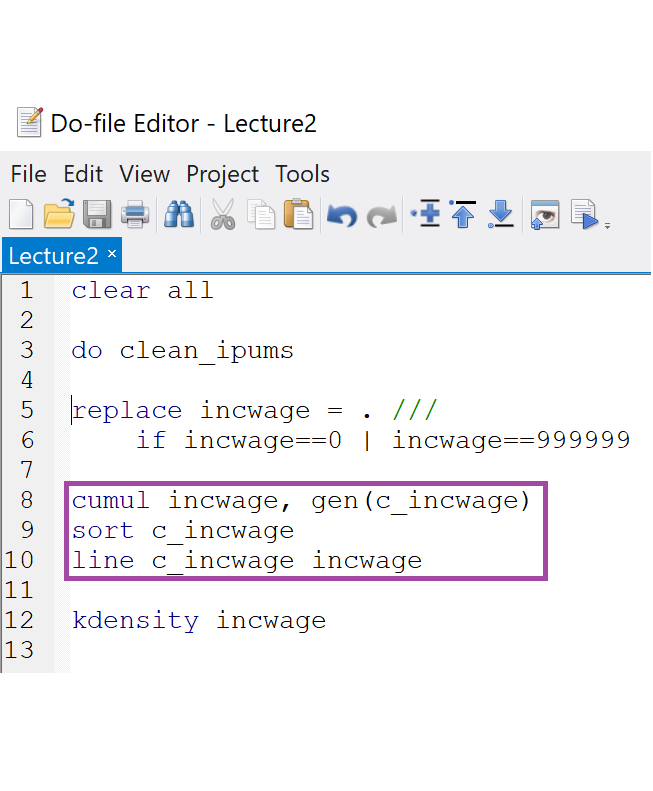 Do-file Editor - Lecture2
File Edit View Project Tools
Lecture2 ×
1 clear all
2
3 do clean_ipums
4
5 replace incwage = . ///
6     if incwage==0 | incwage==999999
7
8 cumul incwage, gen(c_incwage)
9 sort c_incwage
10 line c_incwage incwage
11
12 kdensity incwage
13